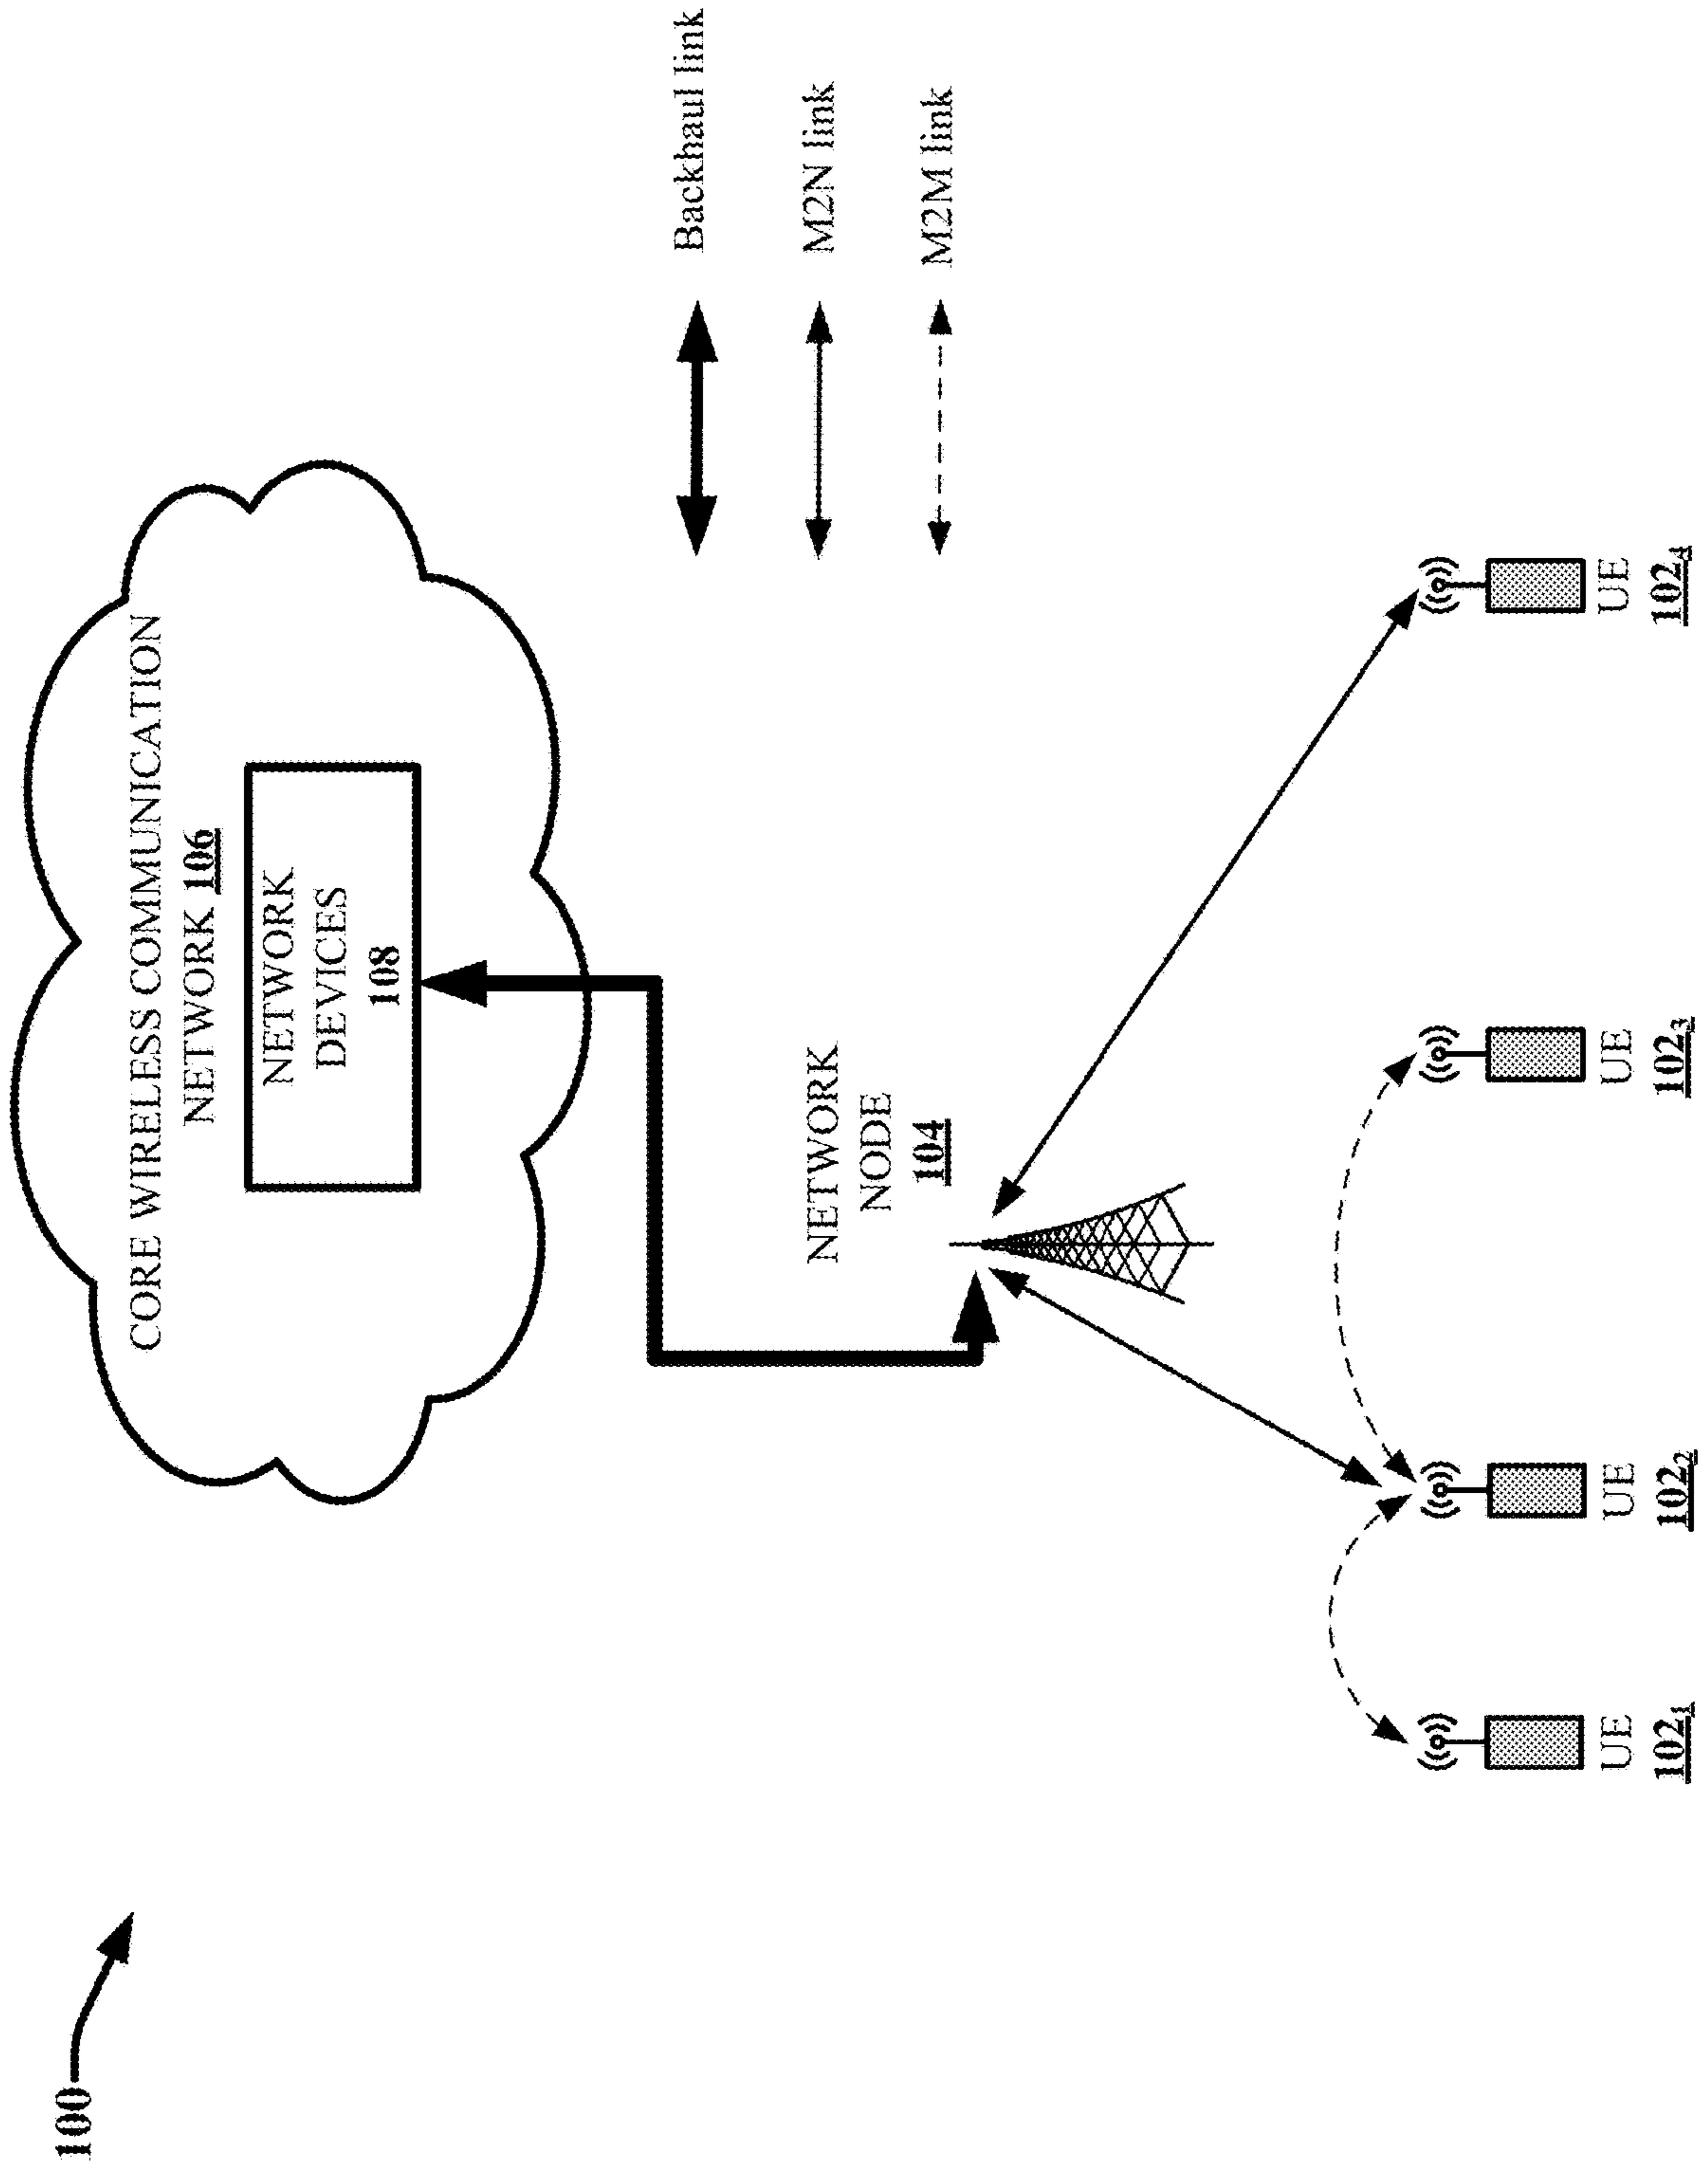 100
CORE WIRELESS COMMUNICATION
NETWORK 106
NETWORK
DEVICES
108
Backhaul link
M2N link
M2M link
NETWORK
NODE
104
UE
102₁
UE
102₂
UE
102₃
UE
102₄